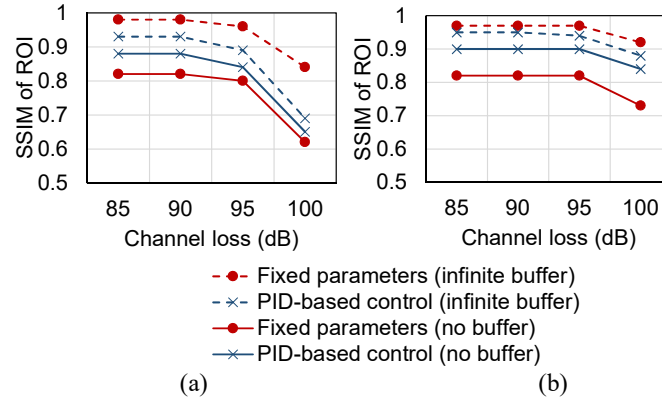 1
0.9
0.8
0.7
0.6
0.5
SSIM of ROI
85 90 95 100
Channel loss (dB)
1
0.9
0.8
0.7
0.6
0.5
SSIM of ROI
85 90 95 100
Channel loss (dB)
Fixed parameters (infinite buffer)
PID-based control (infinite buffer)
Fixed parameters (no buffer)
PID-based control (no buffer)
(a)
(b)